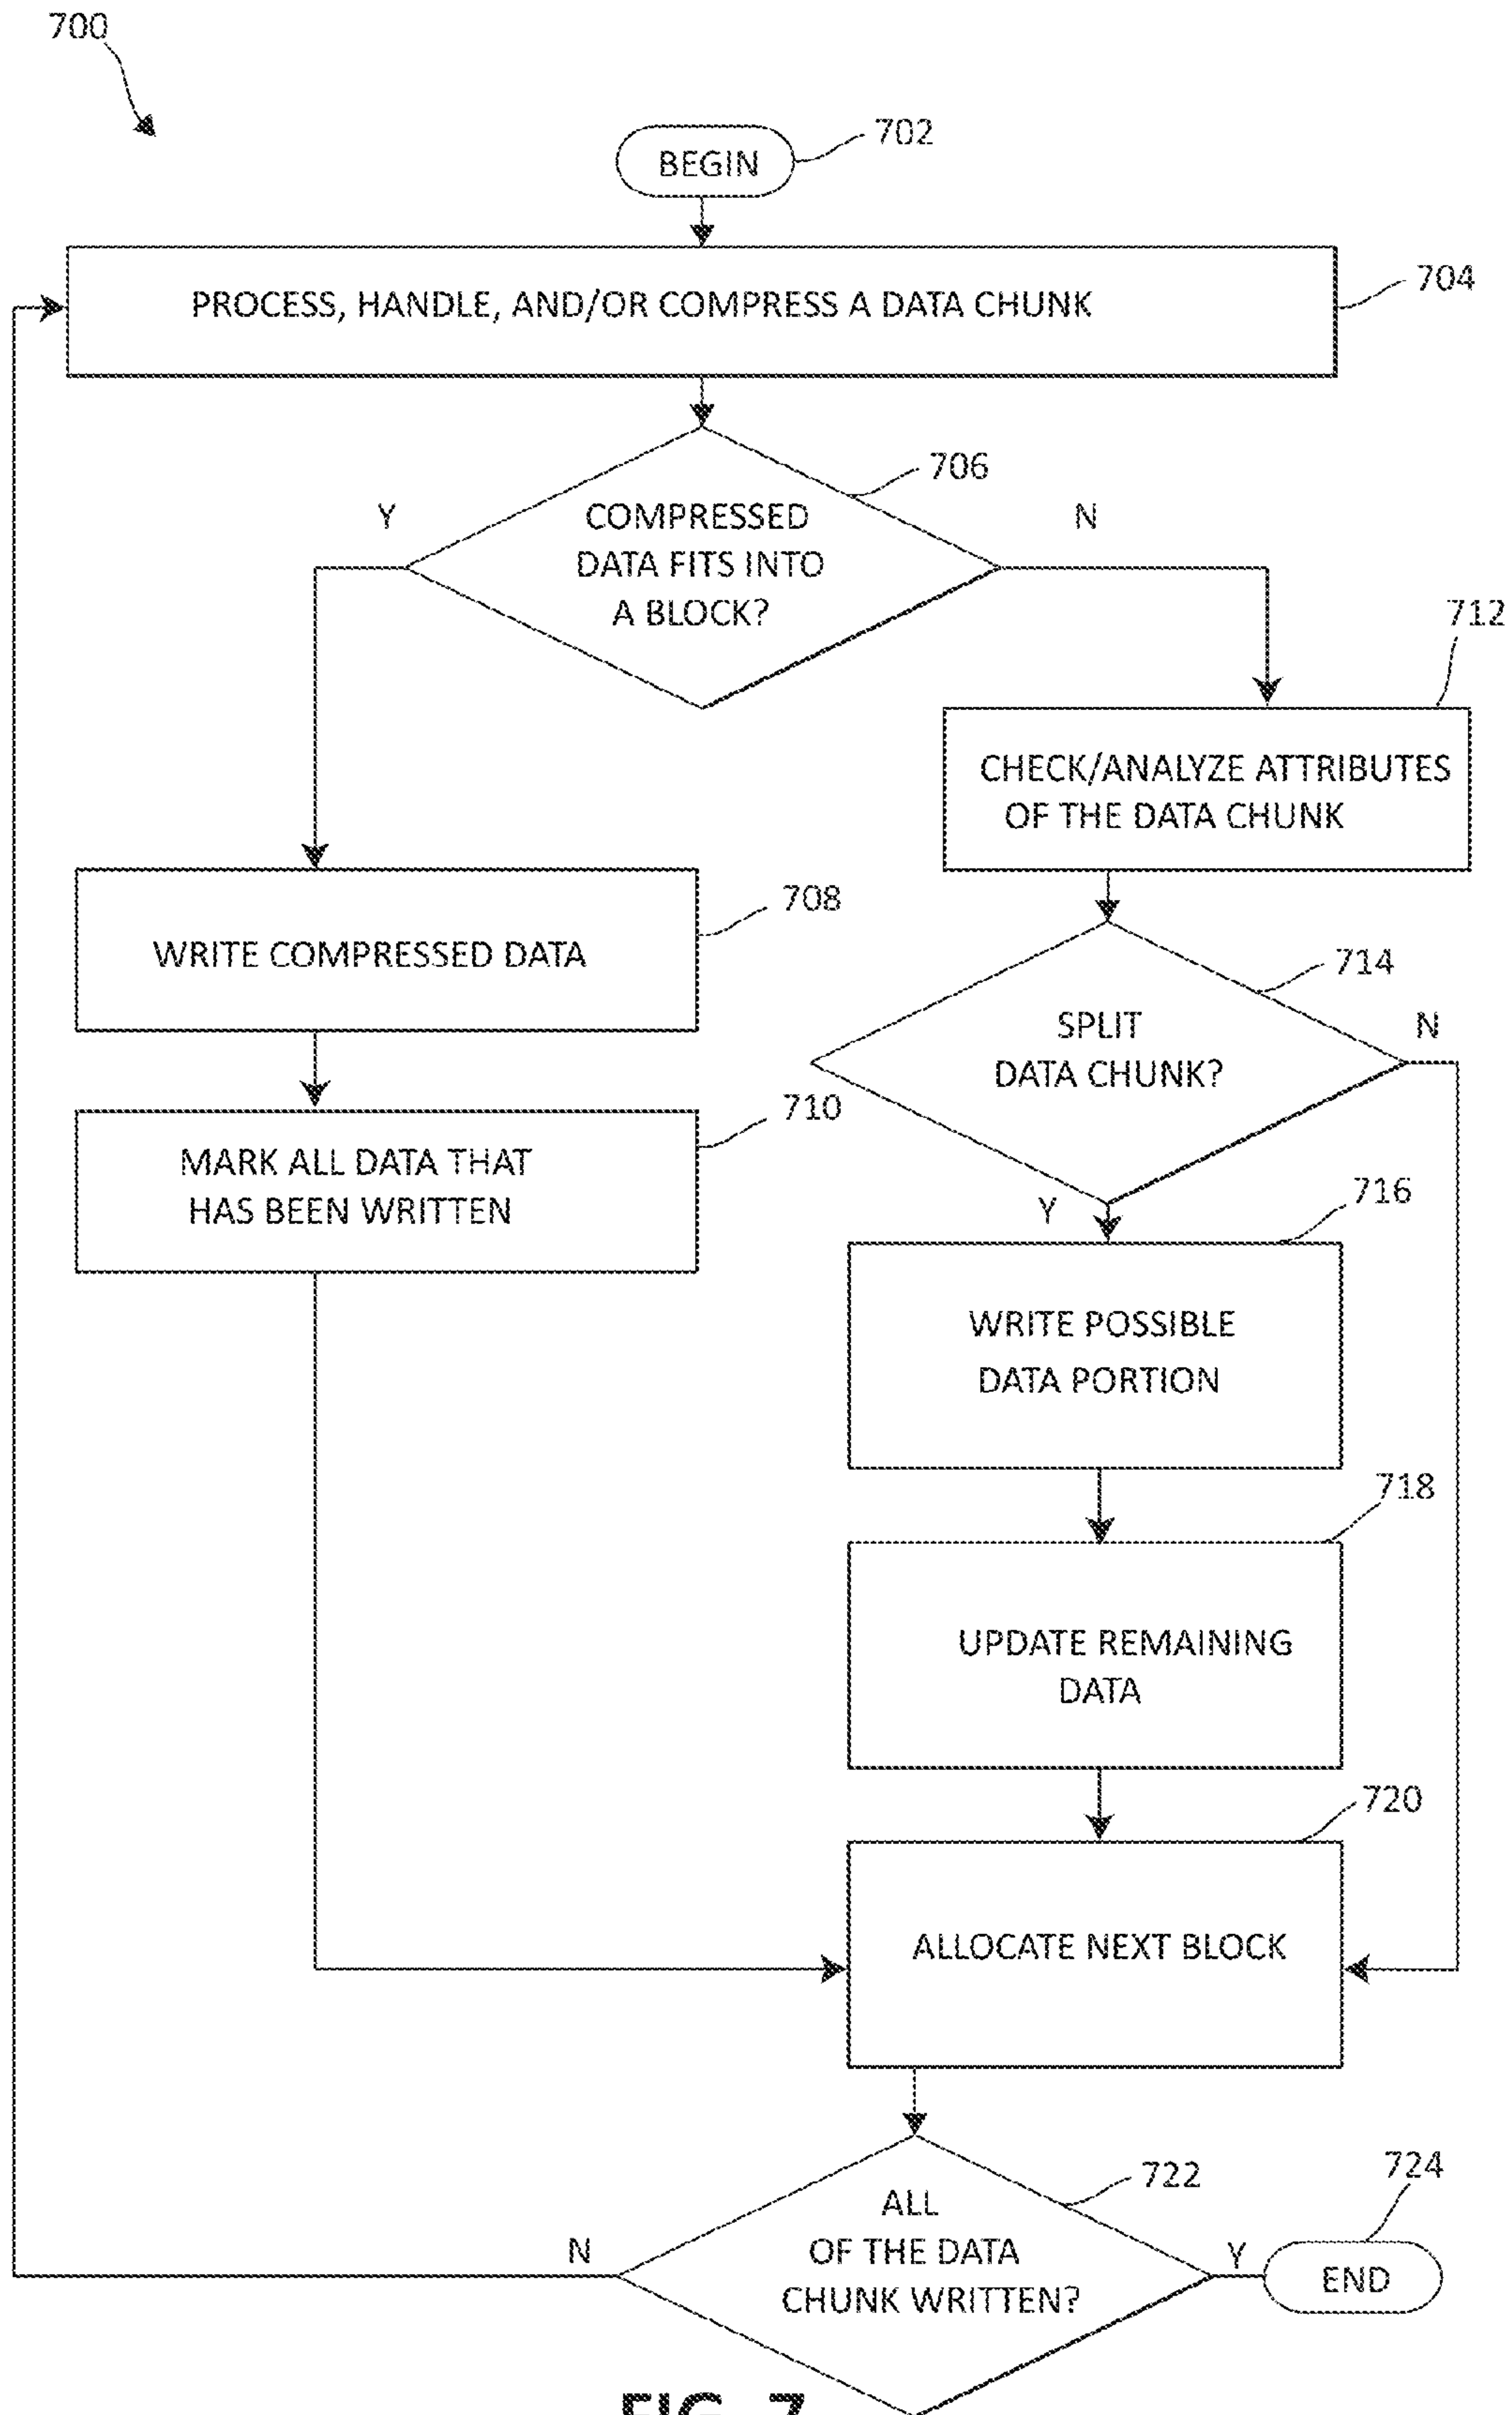 700
BEGIN
702
PROCESS, HANDLE, AND/OR COMPRESS A DATA CHUNK
704
706
Y
COMPRESSED
DATA FITS INTO
A BLOCK?
N
712
CHECK/ANALYZE ATTRIBUTES
OF THE DATA CHUNK
708
WRITE COMPRESSED DATA
714
SPLIT
DATA CHUNK?
N
710
MARK ALL DATA THAT
HAS BEEN WRITTEN
Y
716
WRITE POSSIBLE
DATA PORTION
718
UPDATE REMAINING
DATA
720
ALLOCATE NEXT BLOCK
722
724
N
ALL
OF THE DATA
CHUNK WRITTEN?
Y
END
FIG. 7